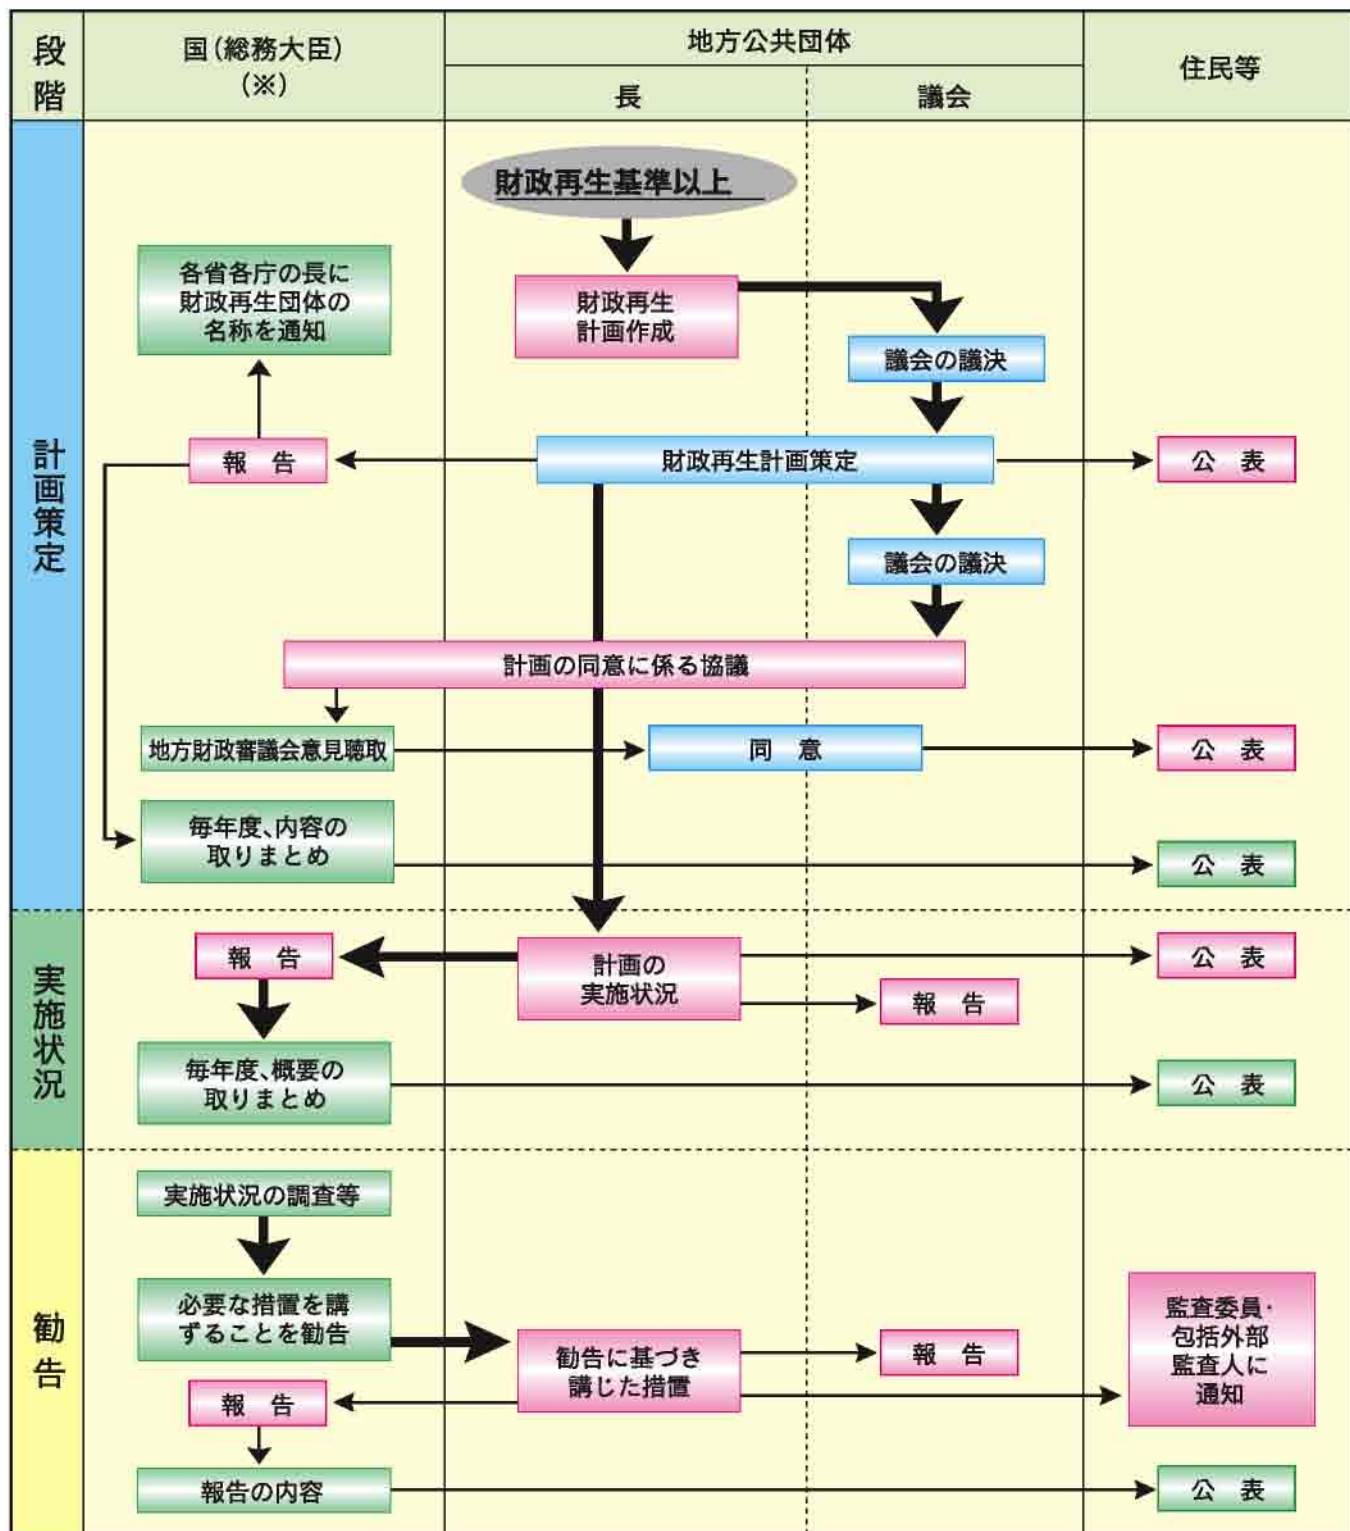 段階
国(総務大臣)
(※)
地方公共団体
長
議会
住民等
計画策定
財政再生基準以上
各省各庁の長に
財政再生団体の
名称を通知
財政再生
計画作成
議会の議決
報 告
財政再生計画策定
公 表
議会の議決
計画の同意に係る協議
地方財政審議会意見聴取
同 意
公 表
毎年度、内容の
取りまとめ
公 表
実施状況
報 告
計画の
実施状況
公 表
報 告
毎年度、概要の
取りまとめ
公 表
勧告
実施状況の調査等
必要な措置を講
ずることを勧告
勧告に基づき
講じた措置
報 告
監査委員・
包括外部
監査人に
通知
報 告
報告の内容
公 表